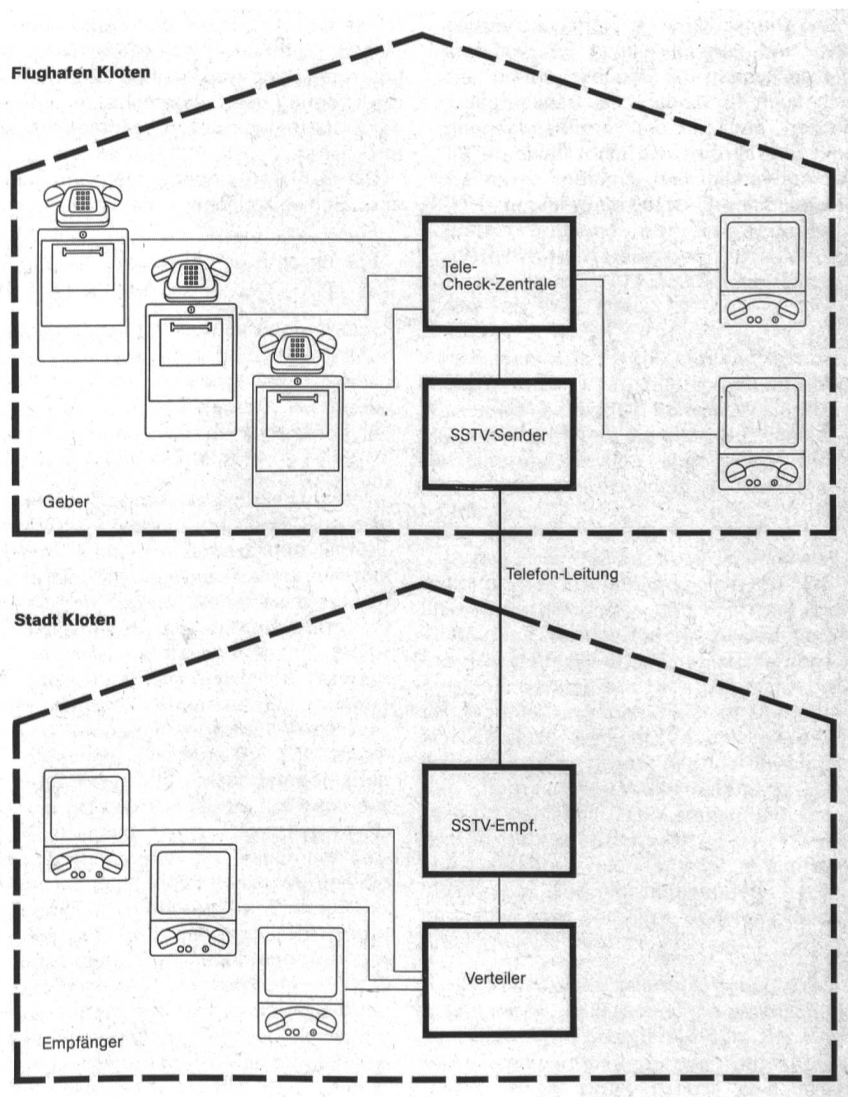 Flughafen Kloten
Tele-
Check-Zentrale
SSTV-Sender
Geber
Telefon-Leitung
Stadt Kloten
SSTV-Empf.
Verteiler
Empfänger